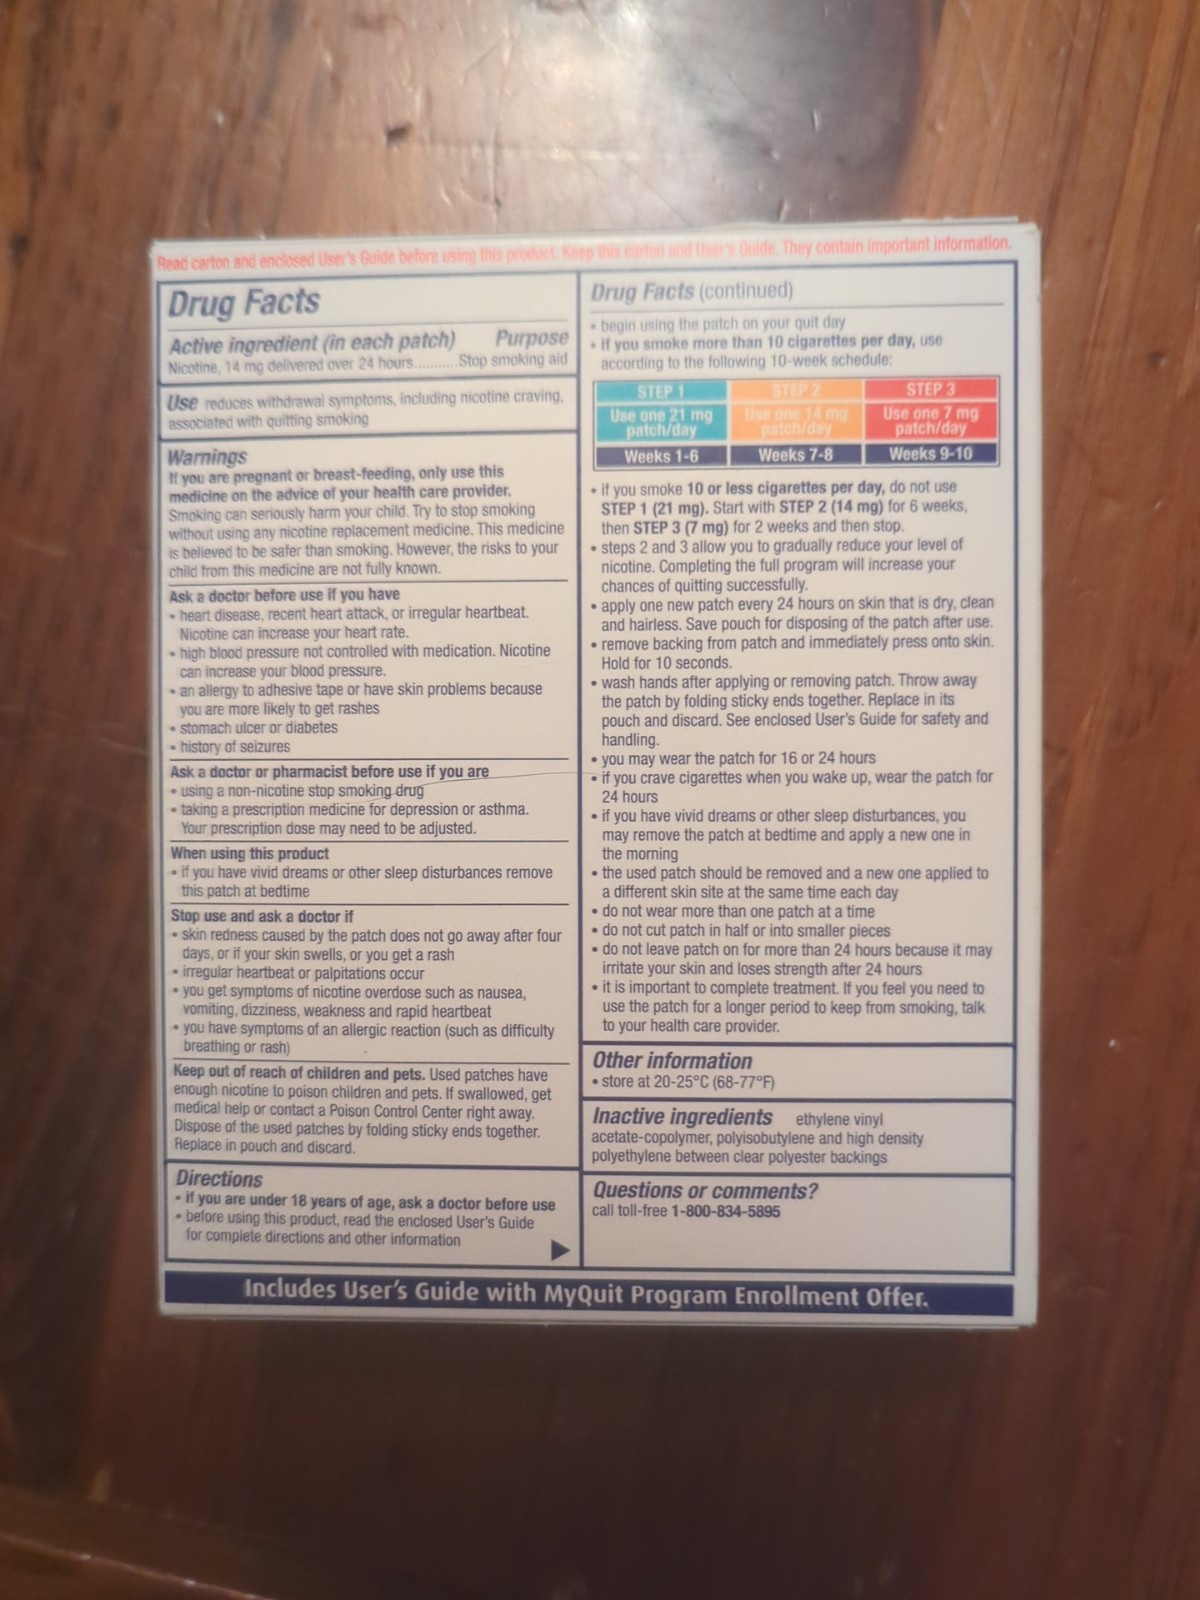 Read carton and enclosed User's Guide before using this product. Keep this carton and User's Guide. They contain important information.
Drug Facts
Active ingredient (in each patch) Purpose
Nicotine, 14 mg delivered over 24 hours...........Stop smoking aid
Use reduces withdrawal symptoms, including nicotine craving,
associated with quitting smoking
Warnings
If you are pregnant or breast-feeding, only use this
medicine on the advice of your health care provider.
Smoking can seriously harm your child. Try to stop smoking
without using any nicotine replacement medicine. This medicine
is believed to be safer than smoking. However, the risks to your
child from this medicine are not fully known.
Ask a doctor before use if you have
• heart disease, recent heart attack, or irregular heartbeat.
Nicotine can increase your heart rate.
• high blood pressure not controlled with medication. Nicotine
can increase your blood pressure.
• an allergy to adhesive tape or have skin problems because
you are more likely to get rashes
• stomach ulcer or diabetes
• history of seizures
Ask a doctor or pharmacist before use if you are
• using a non-nicotine stop smoking drug
• taking a prescription medicine for depression or asthma.
Your prescription dose may need to be adjusted.
When using this product
• if you have vivid dreams or other sleep disturbances remove
this patch at bedtime
Stop use and ask a doctor if
• skin redness caused by the patch does not go away after four
days, or if your skin swells, or you get a rash
• irregular heartbeat or palpitations occur
• you get symptoms of nicotine overdose such as nausea,
vomiting, dizziness, weakness and rapid heartbeat
• you have symptoms of an allergic reaction (such as difficulty
breathing or rash)
Keep out of reach of children and pets. Used patches have
enough nicotine to poison children and pets. If swallowed, get
medical help or contact a Poison Control Center right away.
Dispose of the used patches by folding sticky ends together.
Replace in pouch and discard.
Directions
• if you are under 18 years of age, ask a doctor before use
• before using this product, read the enclosed User's Guide
for complete directions and other information
Drug Facts (continued)
• begin using the patch on your quit day
• if you smoke more than 10 cigarettes per day, use
according to the following 10-week schedule:
STEP 1 STEP 2 STEP 3
Use one 21 mg Use one 14 mg Use one 7 mg
patch/day patch/day patch/day
Weeks 1-6 Weeks 7-8 Weeks 9-10
• if you smoke 10 or less cigarettes per day, do not use
STEP 1 (21 mg). Start with STEP 2 (14 mg) for 6 weeks,
then STEP 3 (7 mg) for 2 weeks and then stop.
• steps 2 and 3 allow you to gradually reduce your level of
nicotine. Completing the full program will increase your
chances of quitting successfully.
• apply one new patch every 24 hours on skin that is dry, clean
and hairless. Save pouch for disposing of the patch after use.
• remove backing from patch and immediately press onto skin.
Hold for 10 seconds.
• wash hands after applying or removing patch. Throw away
the patch by folding sticky ends together. Replace in its
pouch and discard. See enclosed User's Guide for safety and
handling.
• you may wear the patch for 16 or 24 hours
• if you crave cigarettes when you wake up, wear the patch for
24 hours
• if you have vivid dreams or other sleep disturbances, you
may remove the patch at bedtime and apply a new one in
the morning
• the used patch should be removed and a new one applied to
a different skin site at the same time each day
• do not wear more than one patch at a time
• do not cut patch in half or into smaller pieces
• do not leave patch on for more than 24 hours because it may
irritate your skin and loses strength after 24 hours
• it is important to complete treatment. If you feel you need to
use the patch for a longer period to keep from smoking, talk
to your health care provider.
Other information
• store at 20-25°C (68-77°F)
Inactive ingredients ethylene vinyl
acetate-copolymer, polyisobutylene and high density
polyethylene between clear polyester backings
Questions or comments?
call toll-free 1-800-834-5895
Includes User's Guide with MyQuit Program Enrollment Offer.